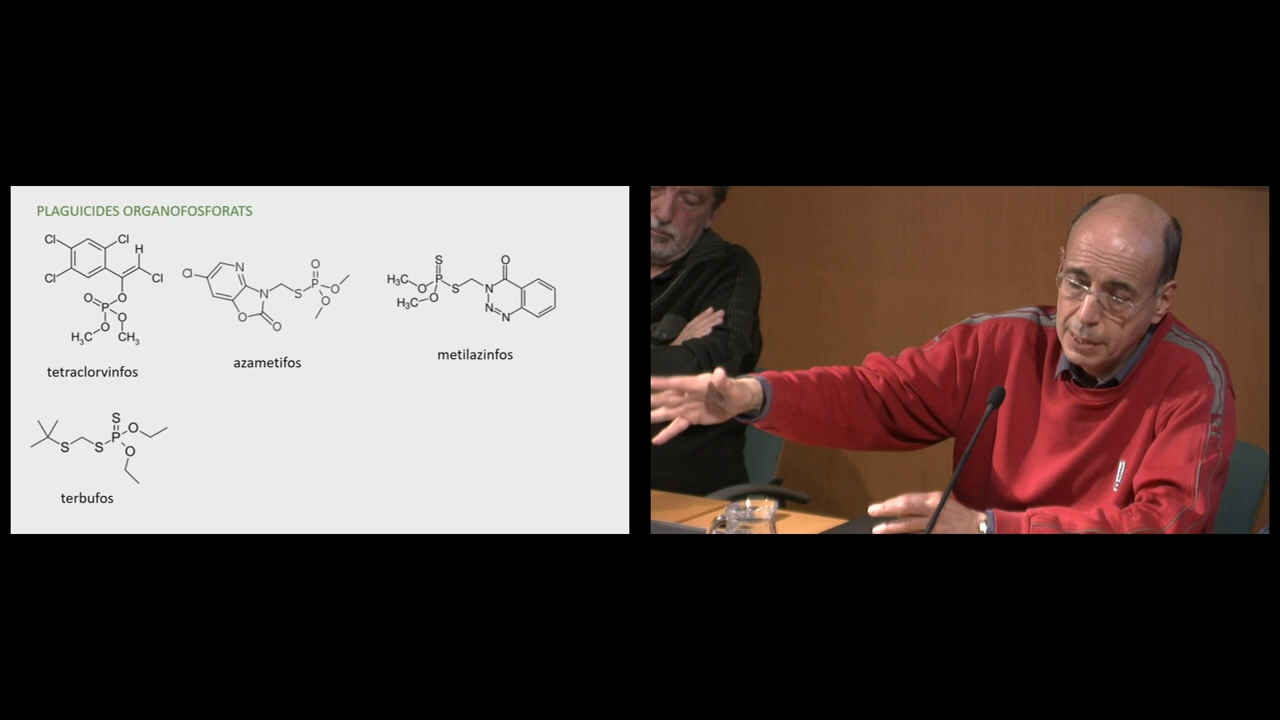 PLAGUICIDES ORGANOFOSFORATS
Cl
Cl
H
Cl
Cl
O
O
P
O
O
H₃C
CH₃
tetraclorvinfos
Cl
N
N
S
P
O
O
O
O
O
azametifos
S
H₃C
O
P
S
H₃C
O
O
N
N
N
metilazinfos
S
S
S
P
O
O
terbufos